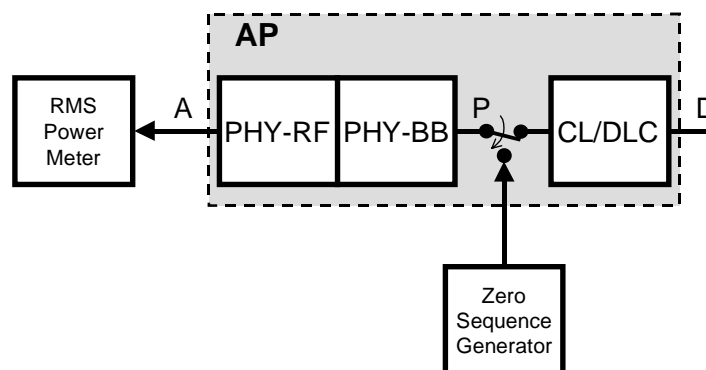 AP
RMS
Power
Meter
A
PHY-RF
PHY-BB
P
CL/DLC
D
Zero
Sequence
Generator